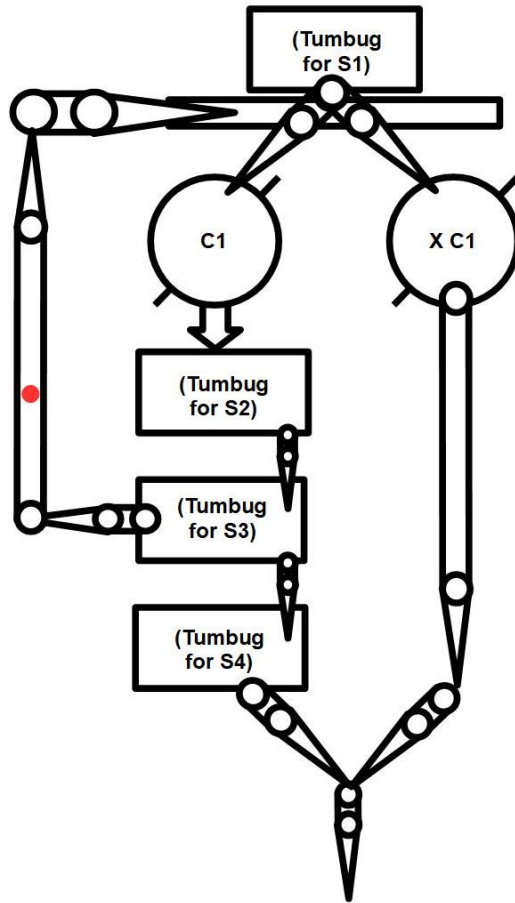 (Tumbug
for S1)
C1
X C1
(Tumbug
for S2)
(Tumbug
for S3)
(Tumbug
for S4)